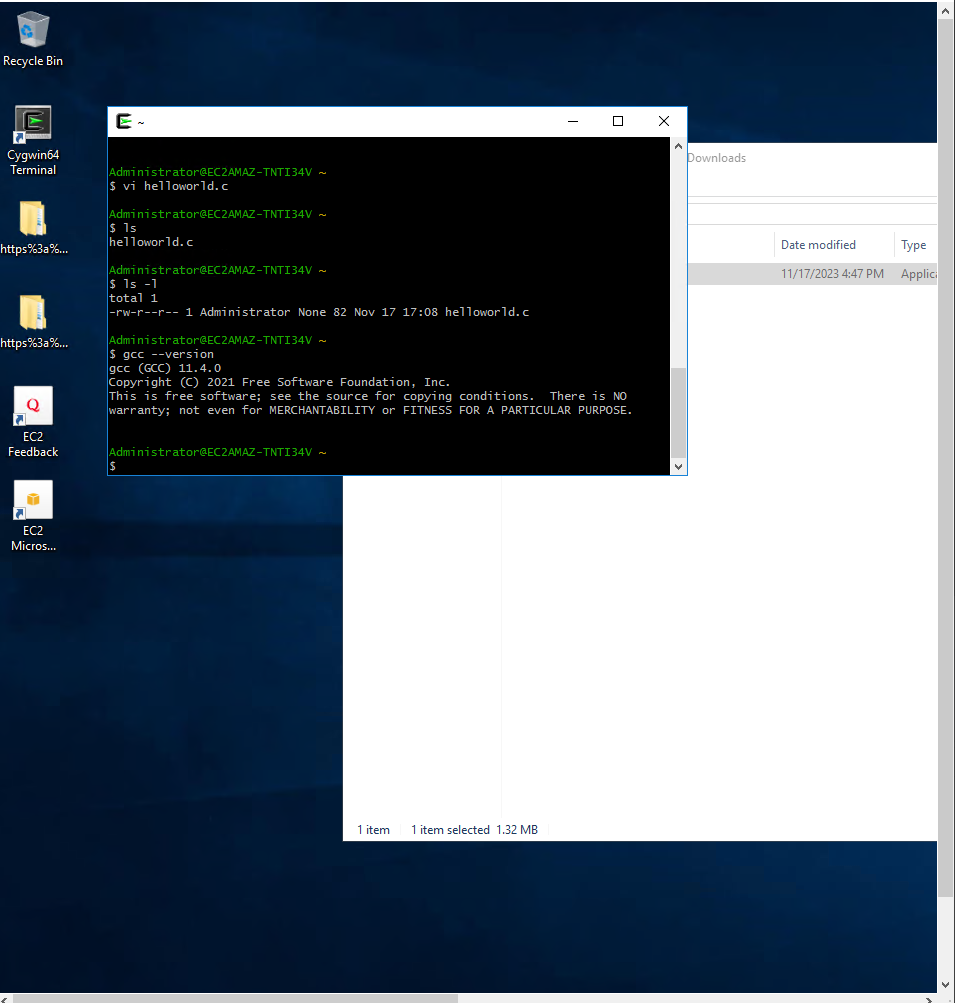 Recycle Bin
Cygwin64
Terminal
https%3a%...
https%3a%...
EC2
Feedback
EC2
Micros...
~
Administrator@EC2AMAZ-TNTI34V ~
$ vi helloworld.c
Administrator@EC2AMAZ-TNTI34V ~
$ ls
helloworld.c
Administrator@EC2AMAZ-TNTI34V ~
$ ls -l
total 1
-rw-r--r-- 1 Administrator None 82 Nov 17 17:08 helloworld.c
Administrator@EC2AMAZ-TNTI34V ~
$ gcc --version
gcc (GCC) 11.4.0
Copyright (C) 2021 Free Software Foundation, Inc.
This is free software; see the source for copying conditions.  There is NO
warranty; not even for MERCHANTABILITY or FITNESS FOR A PARTICULAR PURPOSE.
Administrator@EC2AMAZ-TNTI34V ~
$
Downloads
Date modified Type
11/17/2023 4:47 PM Applica
1 item 1 item selected 1.32 MB